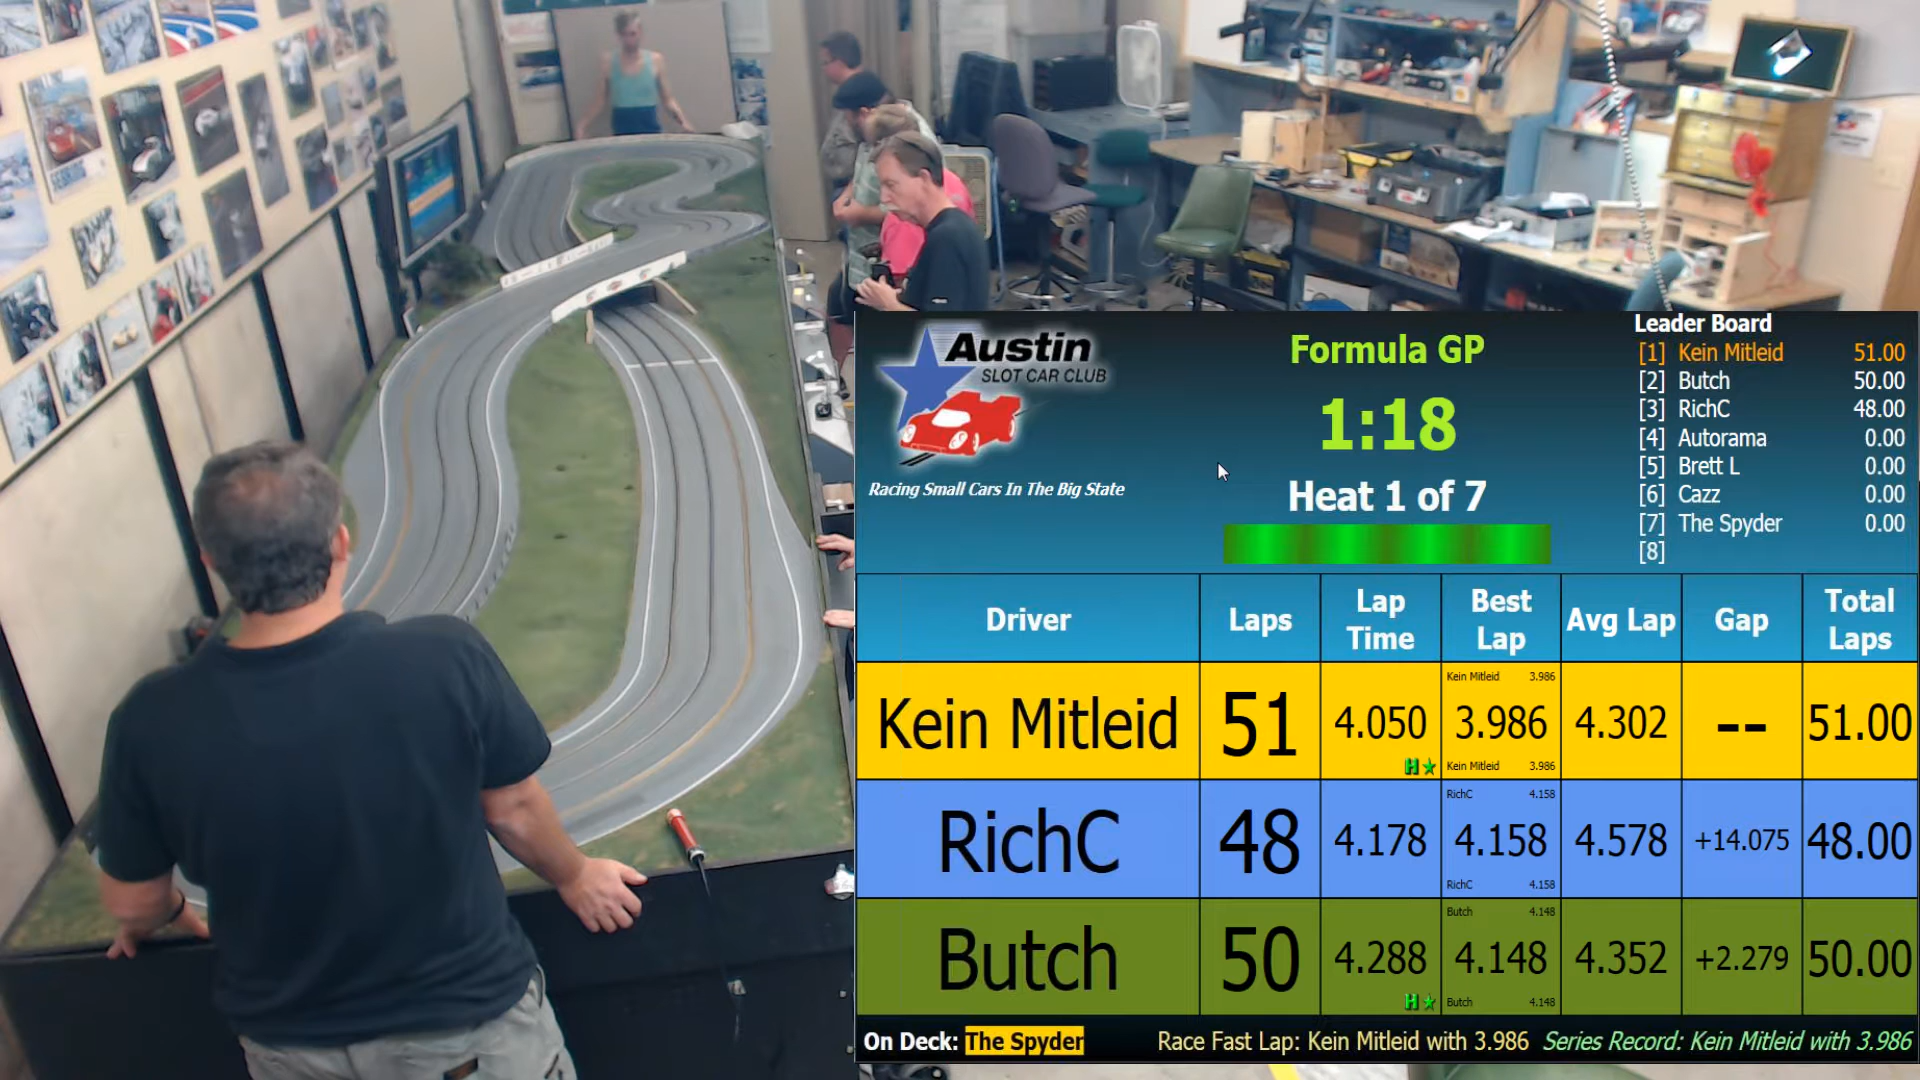 Austin
SLOT CAR CLUB
Racing Small Cars In The Big State
Formula GP
1:18
Heat 1 of 7
Leader Board
[1] Kein Mitleid 51.00
[2] Butch 50.00
[3] RichC 48.00
[4] Autorama 0.00
[5] Brett L 0.00
[6] Cazz 0.00
[7] The Spyder 0.00
[8]
Driver Laps Lap Time Best Lap Avg Lap Gap Total Laps
Kein Mitleid 3.986
Kein Mitleid 51 4.050 3.986 4.302 -- 51.00
H★ Kein Mitleid 3.986
RichC 4.158
RichC 48 4.178 4.158 4.578 +14.075 48.00
RichC 4.158
Butch 4.148
Butch 50 4.288 4.148 4.352 +2.279 50.00
H★ Butch 4.148
On Deck: The Spyder Race Fast Lap: Kein Mitleid with 3.986 Series Record: Kein Mitleid with 3.986